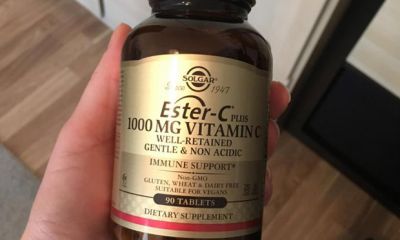 SOLGAR
Since 1947
Ester-C® PLUS
1000 MG VITAMIN C
WELL-RETAINED
GENTLE & NON ACIDIC
IMMUNE SUPPORT*
Non-GMO
GLUTEN, WHEAT & DAIRY FREE
SUITABLE FOR VEGANS
90 TABLETS
DIETARY SUPPLEMENT